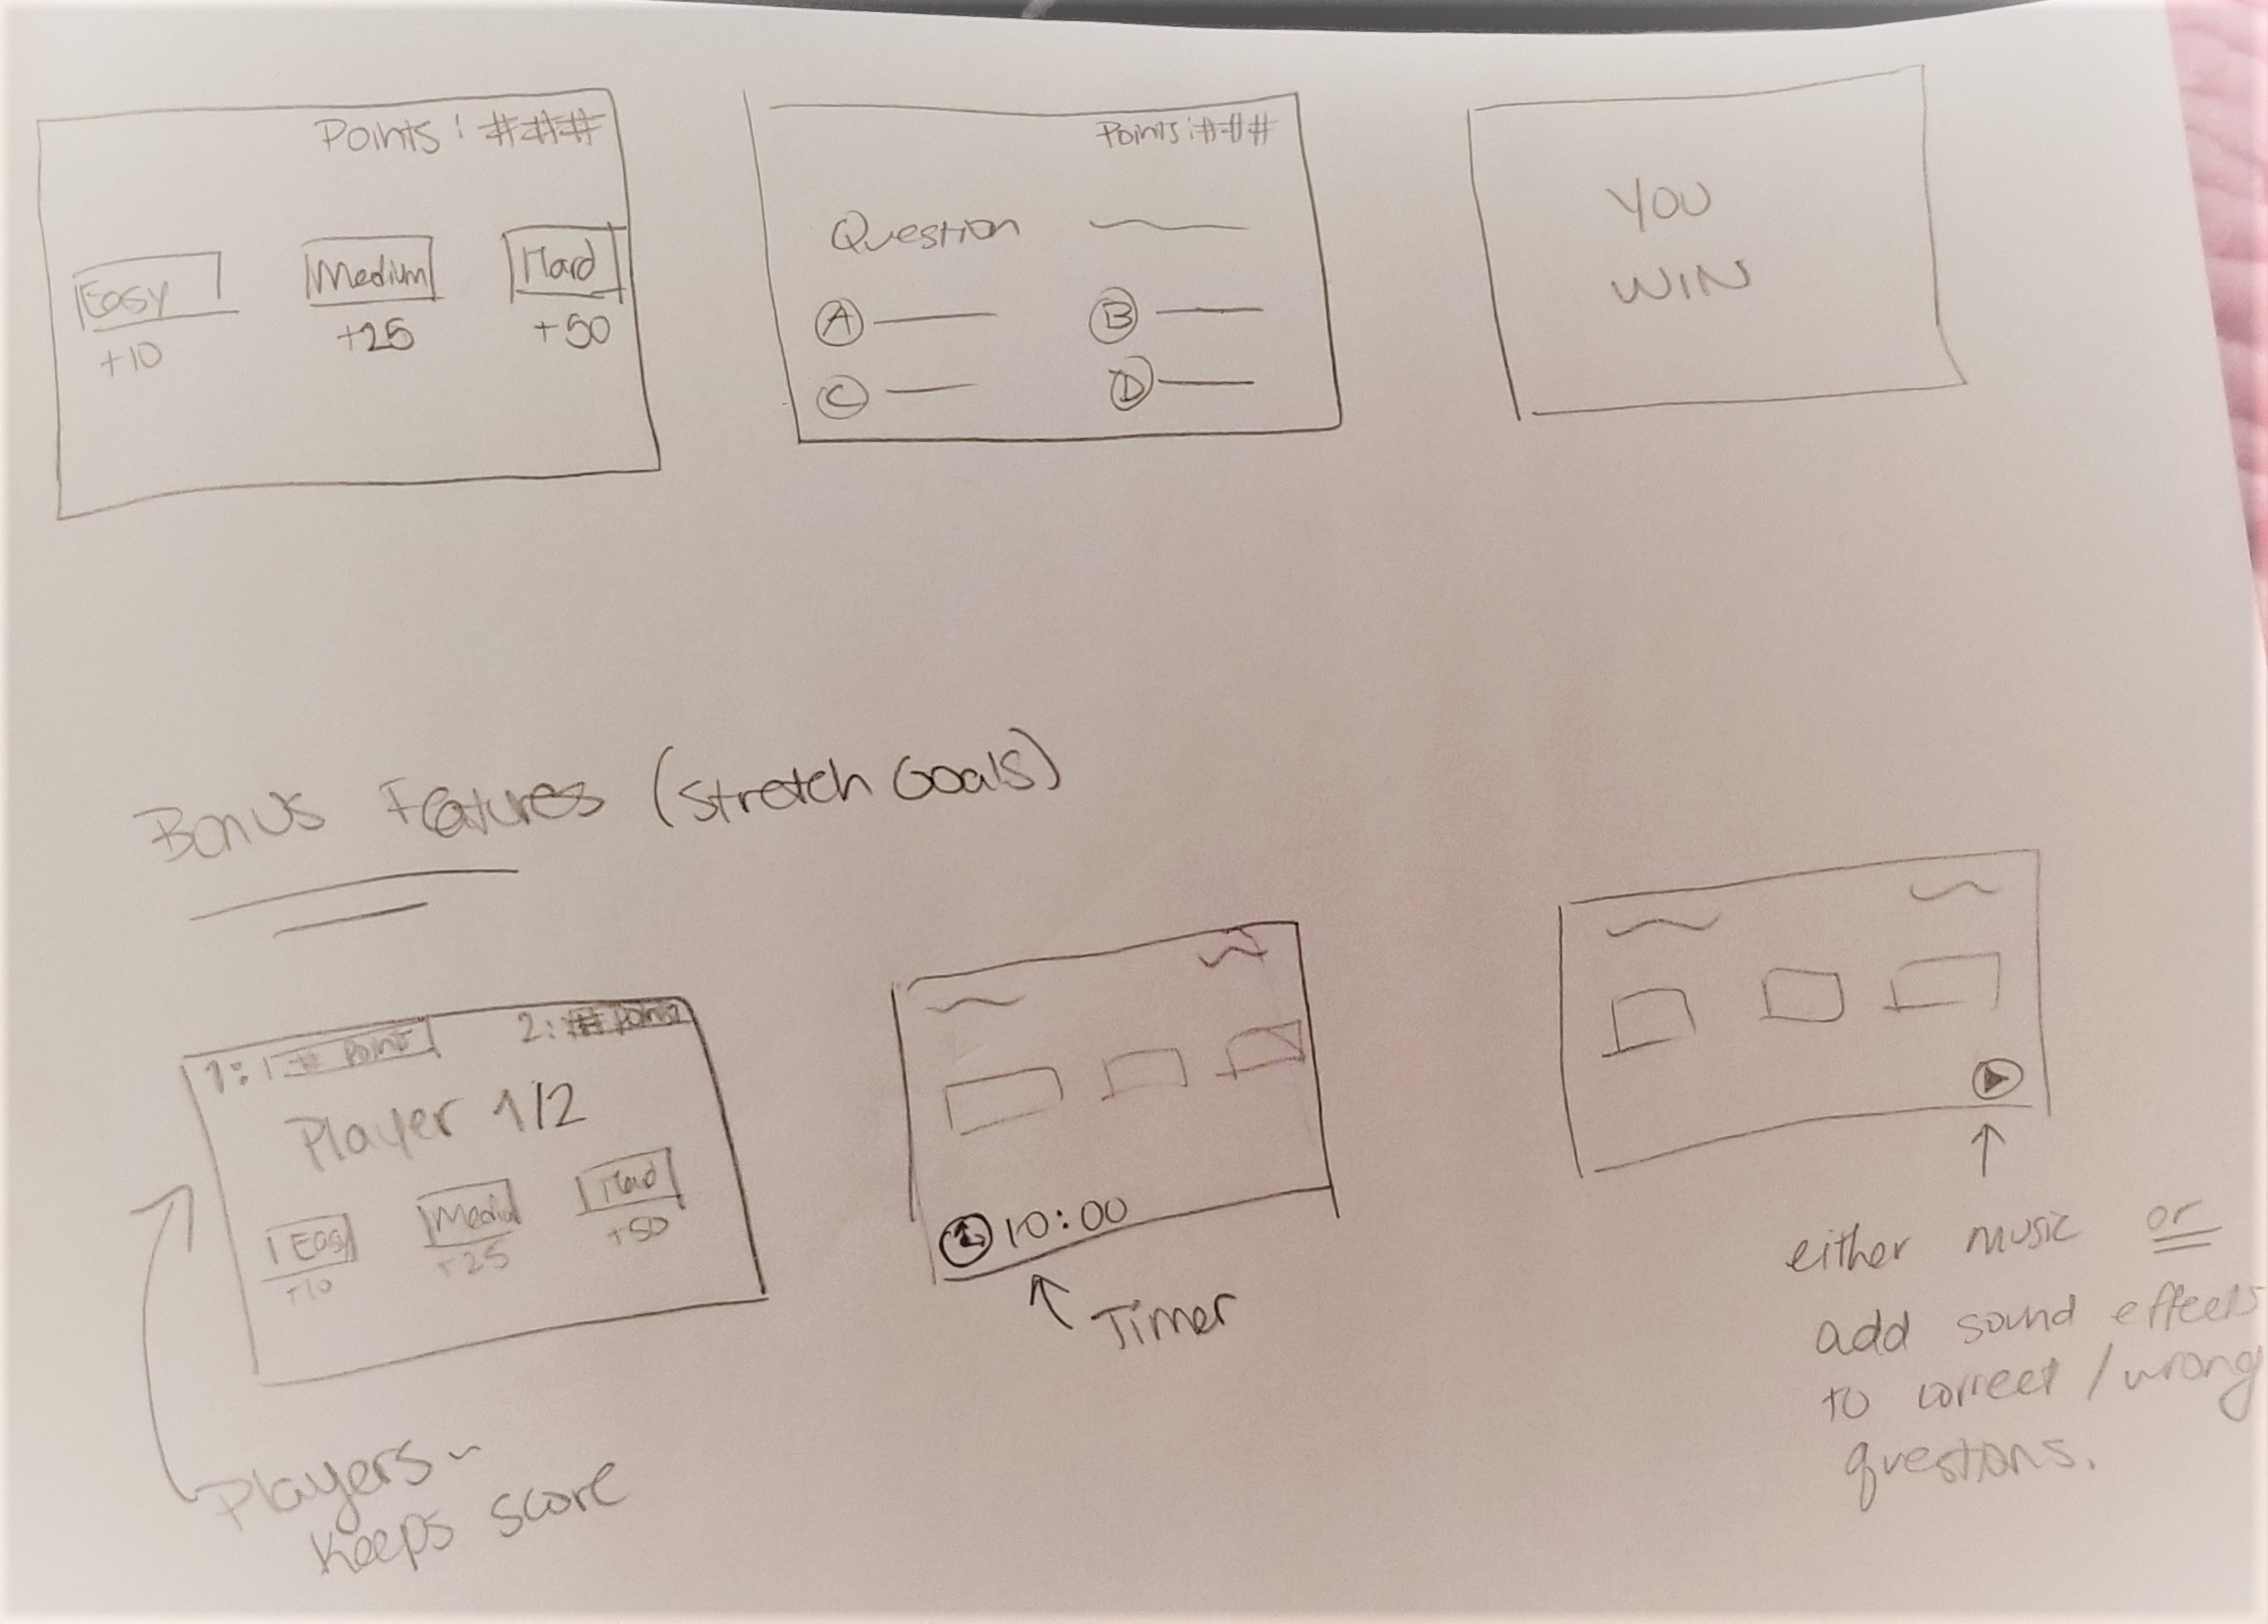 Points: ###
Easy
+10
Medium
+25
Hard
+50
Points: ###
Question
A
B
C
D
YOU
WIN
Bonus Features (Stretch Goals)
1: # Point
2: ## Points
Player 1/2
Easy
+10
Medium
+25
Hard
+50
Players-
Keeps score
10:00
Timer
either music or
add sound effects
to correct / wrong
questions.